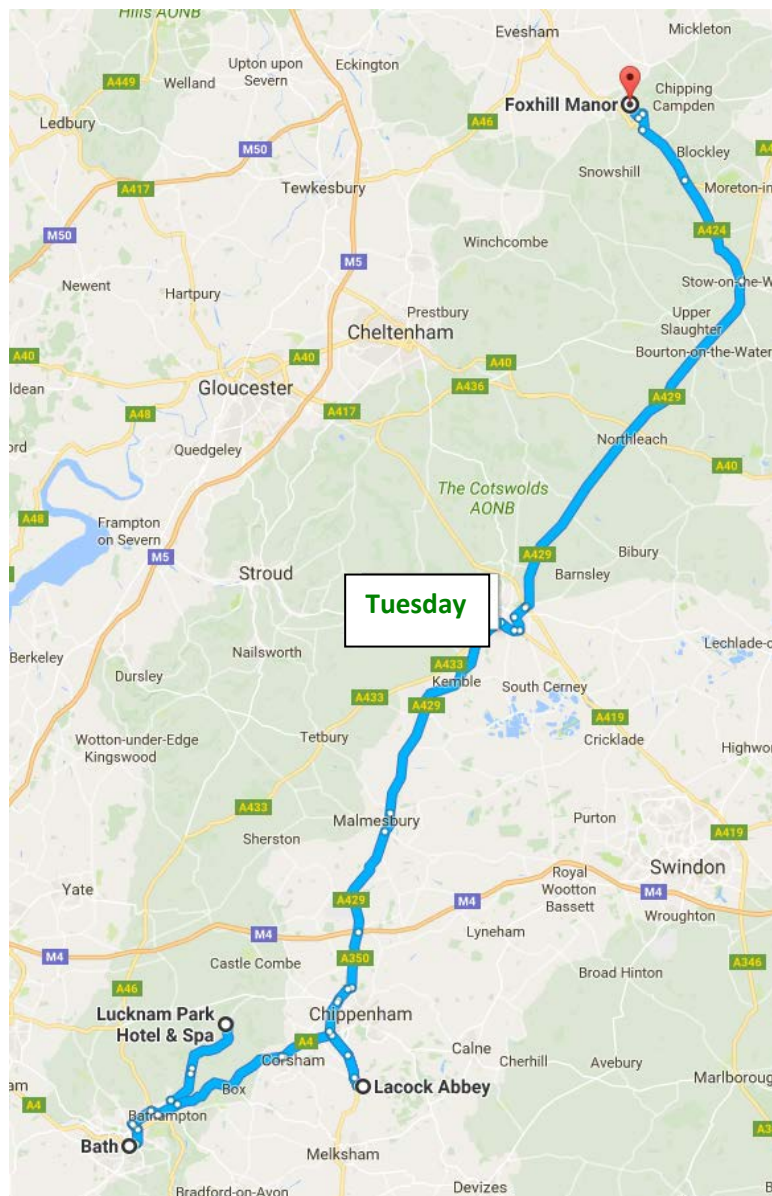 Hills AONB
Mickleton
Evesham
Upton upon
Severn
Eckington
A449
Welland
Foxhill Manor
Chipping
Campden
Ledbury
A46
Blockley
M50
A417
Tewkesbury
Snowshill
Moreton-in
M50
A424
Winchcombe
M5
Newent
Hartpury
Stow-on-the-W
Prestbury
Upper
Slaughter
Cheltenham
A40
A40
A40
Bourton-on-the-Water
Gloucester
A436
A429
A48
A417
Northleach
Quedgeley
A40
The Cotswolds
AONB
A48
Frampton
on Severn
M5
A429
Bibury
Stroud
Barnsley
Tuesday
Nailsworth
Berkeley
A433
Kemble
Dursley
South Cerney
A433
A429
A419
Tetbury
Cricklade
Wotton-under-Edge
Kingswood
Highwo
A433
Malmesbury
Purton
A419
Sherston
Swindon
Yate
A429
Royal
Wootton
Bassett
M4
M4
Wroughton
Lyneham
M4
M4
A350
A346
Castle Combe
Broad Hinton
A46
Lucknam Park
Hotel & Spa
Chippenham
A4
Corsham
Calne
Cherhill
Avebury
Box
Lacock Abbey
Marlboroug
A4
Bathampton
Bath
Melksham
Bradford-on-Avon
Devizes